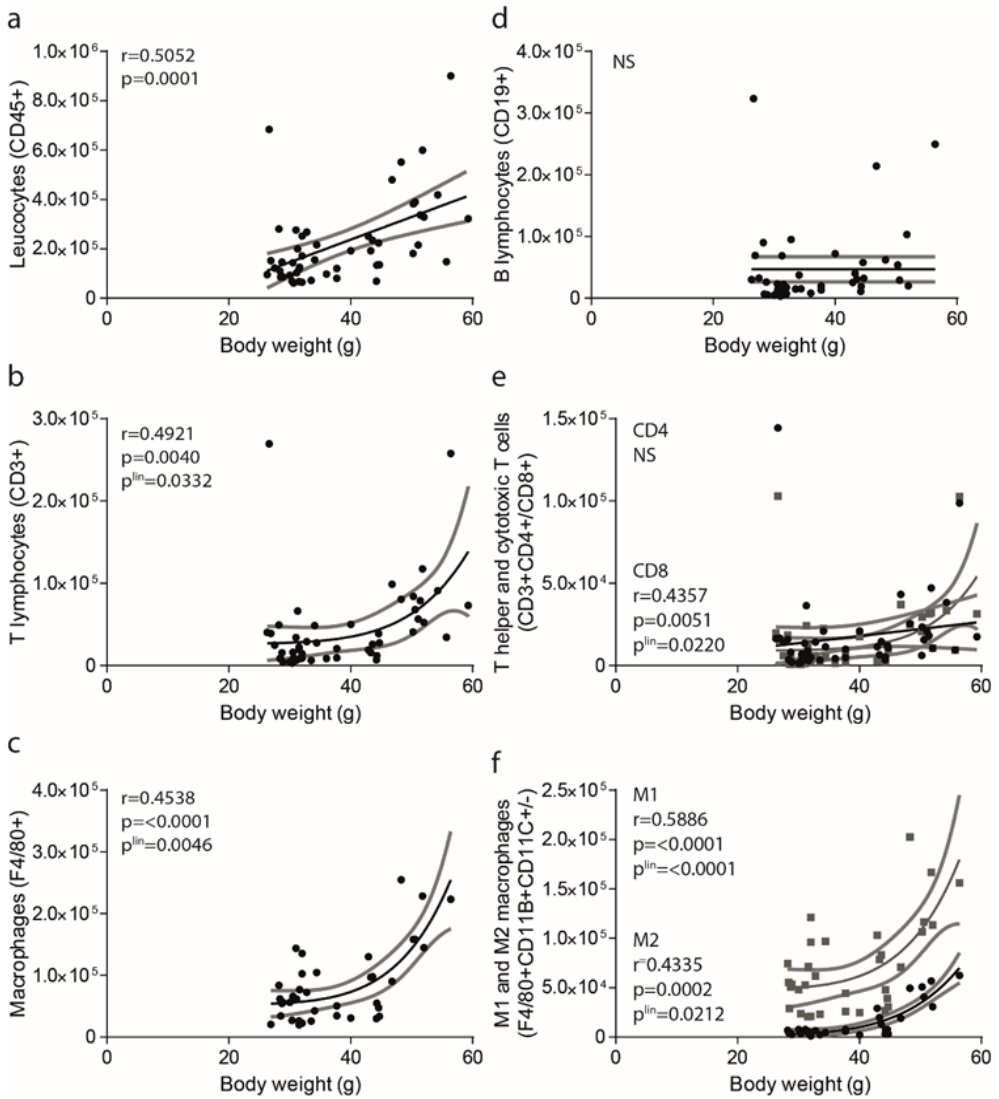 a
Leucocytes (CD45+)
1.0×10⁶
8.0×10⁵
6.0×10⁵
4.0×10⁵
2.0×10⁵
0
r=0.5052
p=0.0001
0
20
40
60
Body weight (g)
d
B lymphocytes (CD19+)
4.0×10⁵
3.0×10⁵
2.0×10⁵
1.0×10⁵
0
NS
0
20
40
60
Body weight (g)
b
T lymphocytes (CD3+)
3.0×10⁵
2.0×10⁵
1.0×10⁵
0
r=0.4921
p=0.0040
pˡⁱⁿ=0.0332
0
20
40
60
Body weight (g)
e
T helper and cytotoxic T cells
(CD3+CD4+/CD8+)
1.5×10⁵
1.0×10⁵
5.0×10⁴
0
CD4
NS
CD8
r=0.4357
p=0.0051
pˡⁱⁿ=0.0220
0
20
40
60
Body weight (g)
c
Macrophages (F4/80+)
4.0×10⁵
3.0×10⁵
2.0×10⁵
1.0×10⁵
0
r=0.4538
p=<0.0001
pˡⁱⁿ=0.0046
0
20
40
60
Body weight (g)
f
M1 and M2 macrophages
(F4/80+CD11B+CD11C+/-)
2.5×10⁵
2.0×10⁵
1.5×10⁵
1.0×10⁵
5.0×10⁴
0
M1
r=0.5886
p=<0.0001
pˡⁱⁿ=<0.0001
M2
r=0.4335
p=0.0002
pˡⁱⁿ=0.0212
0
20
40
60
Body weight (g)